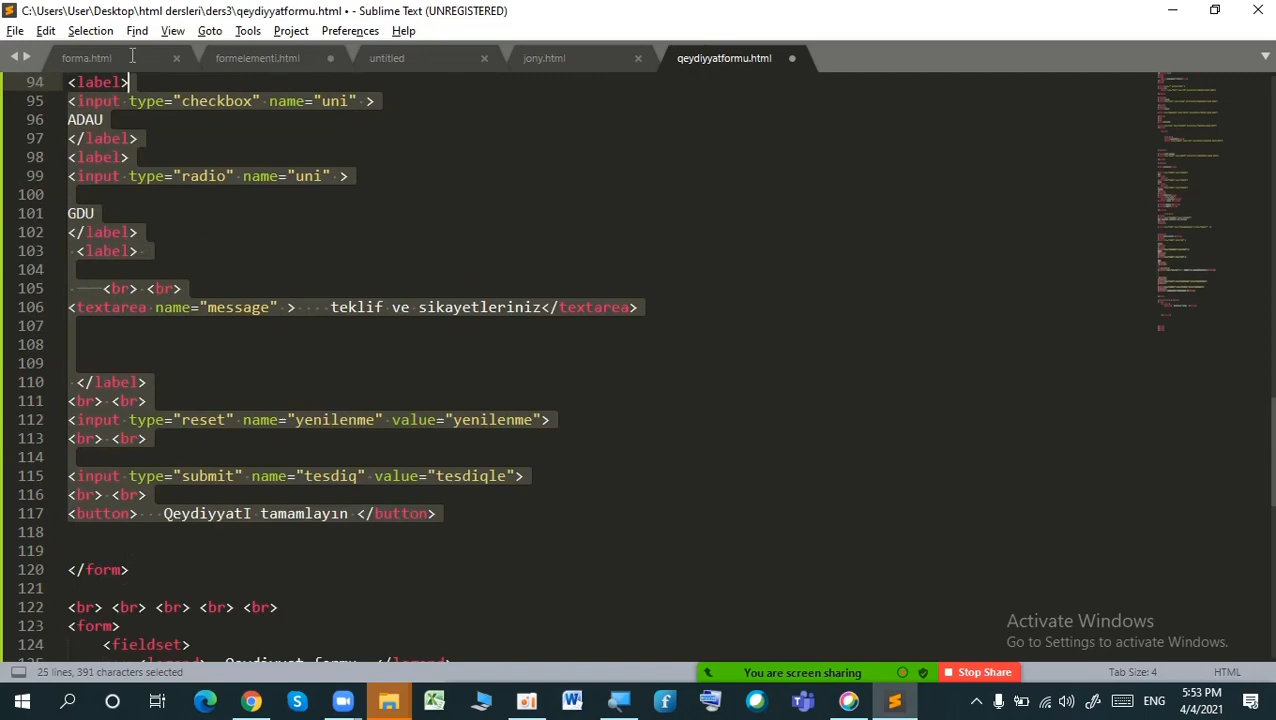 C:\Users\User\Desktop\html dersleri\ders3\qeydiyyatformu.html • - Sublime Text (UNREGISTERED)
File Edit Selection Find View Goto Tools Project Preferences Help
forma.html formelementi.html untitled jony.html qeydiyyatformu.html
94 <label>
95 <input type="checkbox" name="uni" >
96 ADAU
97 </label>
98 <label>
99 <input type="radio" name="uni" >
100
101 GDU
102 </label>
103 <label>
104
105 <br> <br>
106 <textarea name="message" > teklif ve sikayetleriniz</textarea>
107
108
109
110 </label>
111 <br> <br>
112 <input type="reset" name="yenilenme" value="yenilenme">
113 <br> <br>
114
115 <input type="submit" name="tesdiq" value="tesdiqle">
116 <br> <br>
117 <button> QeydiyyatI tamamlayın </button>
118
119
120 </form>
121
122 <br> <br> <br> <br> <br>
123 <form>
124 <fieldset>
Activate Windows
Go to Settings to activate Windows.
25 lines, 391 characters selected
You are screen sharing
Stop Share
Tab Size: 4
HTML
ENG
5:53 PM
4/4/2021